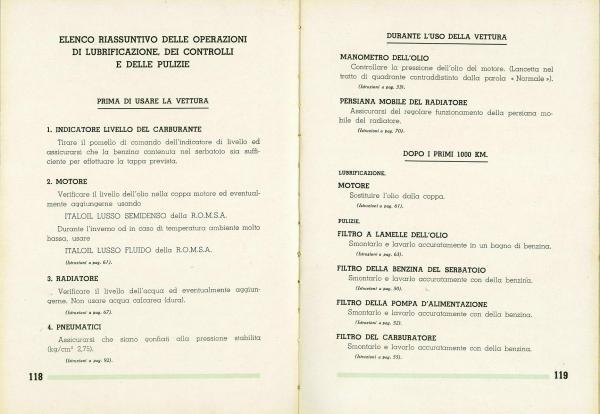 ELENCO RIASSUNTIVO DELLE OPERAZIONI
DI LUBRIFICAZIONE, DEI CONTROLLI
E DELLE PULIZIE
PRIMA DI USARE LA VETTURA
1. INDICATORE LIVELLO DEL CARBURANTE
Tirare il pomello di comando dell'indicatore di livello ed
assicurarsi che la benzina contenuta nel serbatoio sia suffi-
ciente per effettuare la tappa prevista.
2. MOTORE
Verificare il livello dell'olio nella coppa motore ed eventual-
mente aggiungerne usando
ITALOIL LUSSO SEMIDENSO della R.O.M.S.A.
Durante l'inverno od in caso di temperatura ambiente molto
bassa, usare
ITALOIL LUSSO FLUIDO della R.O.M.S.A.
(Istruzioni a pag. 61).
3. RADIATORE
Verificare il livello dell'acqua ed eventualmente aggiun-
gerne. Non usare acqua calcarea (dura).
(Istruzioni a pag. 67).
4. PNEUMATICI
Assicurarsi che siano gonfiati alla pressione stabilita
(kg/cm² 2,75).
(Istruzioni a pag. 92).
118
DURANTE L'USO DELLA VETTURA
MANOMETRO DELL'OLIO
Controllare la pressione dell'olio del motore. (Lancetta nel
tratto di quadrante contraddistinto dalla parola « Normale »).
(Istruzioni a pag. 33).
PERSIANA MOBILE DEL RADIATORE
Assicurarsi del regolare funzionamento della persiana mo-
bile del radiatore.
(Istruzioni a pag. 70).
DOPO I PRIMI 1000 KM.
LUBRIFICAZIONE.
MOTORE
Sostituire l'olio dalla coppa.
(Istruzioni a pag. 61).
PULIZIE.
FILTRO A LAMELLE DELL'OLIO
Smontarlo e lavarlo accuratamente in un bagno di benzina.
(Istruzioni a pag. 63).
FILTRO DELLA BENZINA DEL SERBATOIO
Smontarlo e lavarlo accuratamente con della benzina.
(Istruzioni a pag. 50).
FILTRO DELLA POMPA D'ALIMENTAZIONE
Smontarlo e lavarlo accuratamente con della benzina.
(Istruzioni a pag. 52).
FILTRO DEL CARBURATORE
Smontarlo e lavarlo accuratamente con della benzina.
(Istruzioni a pag. 55).
119